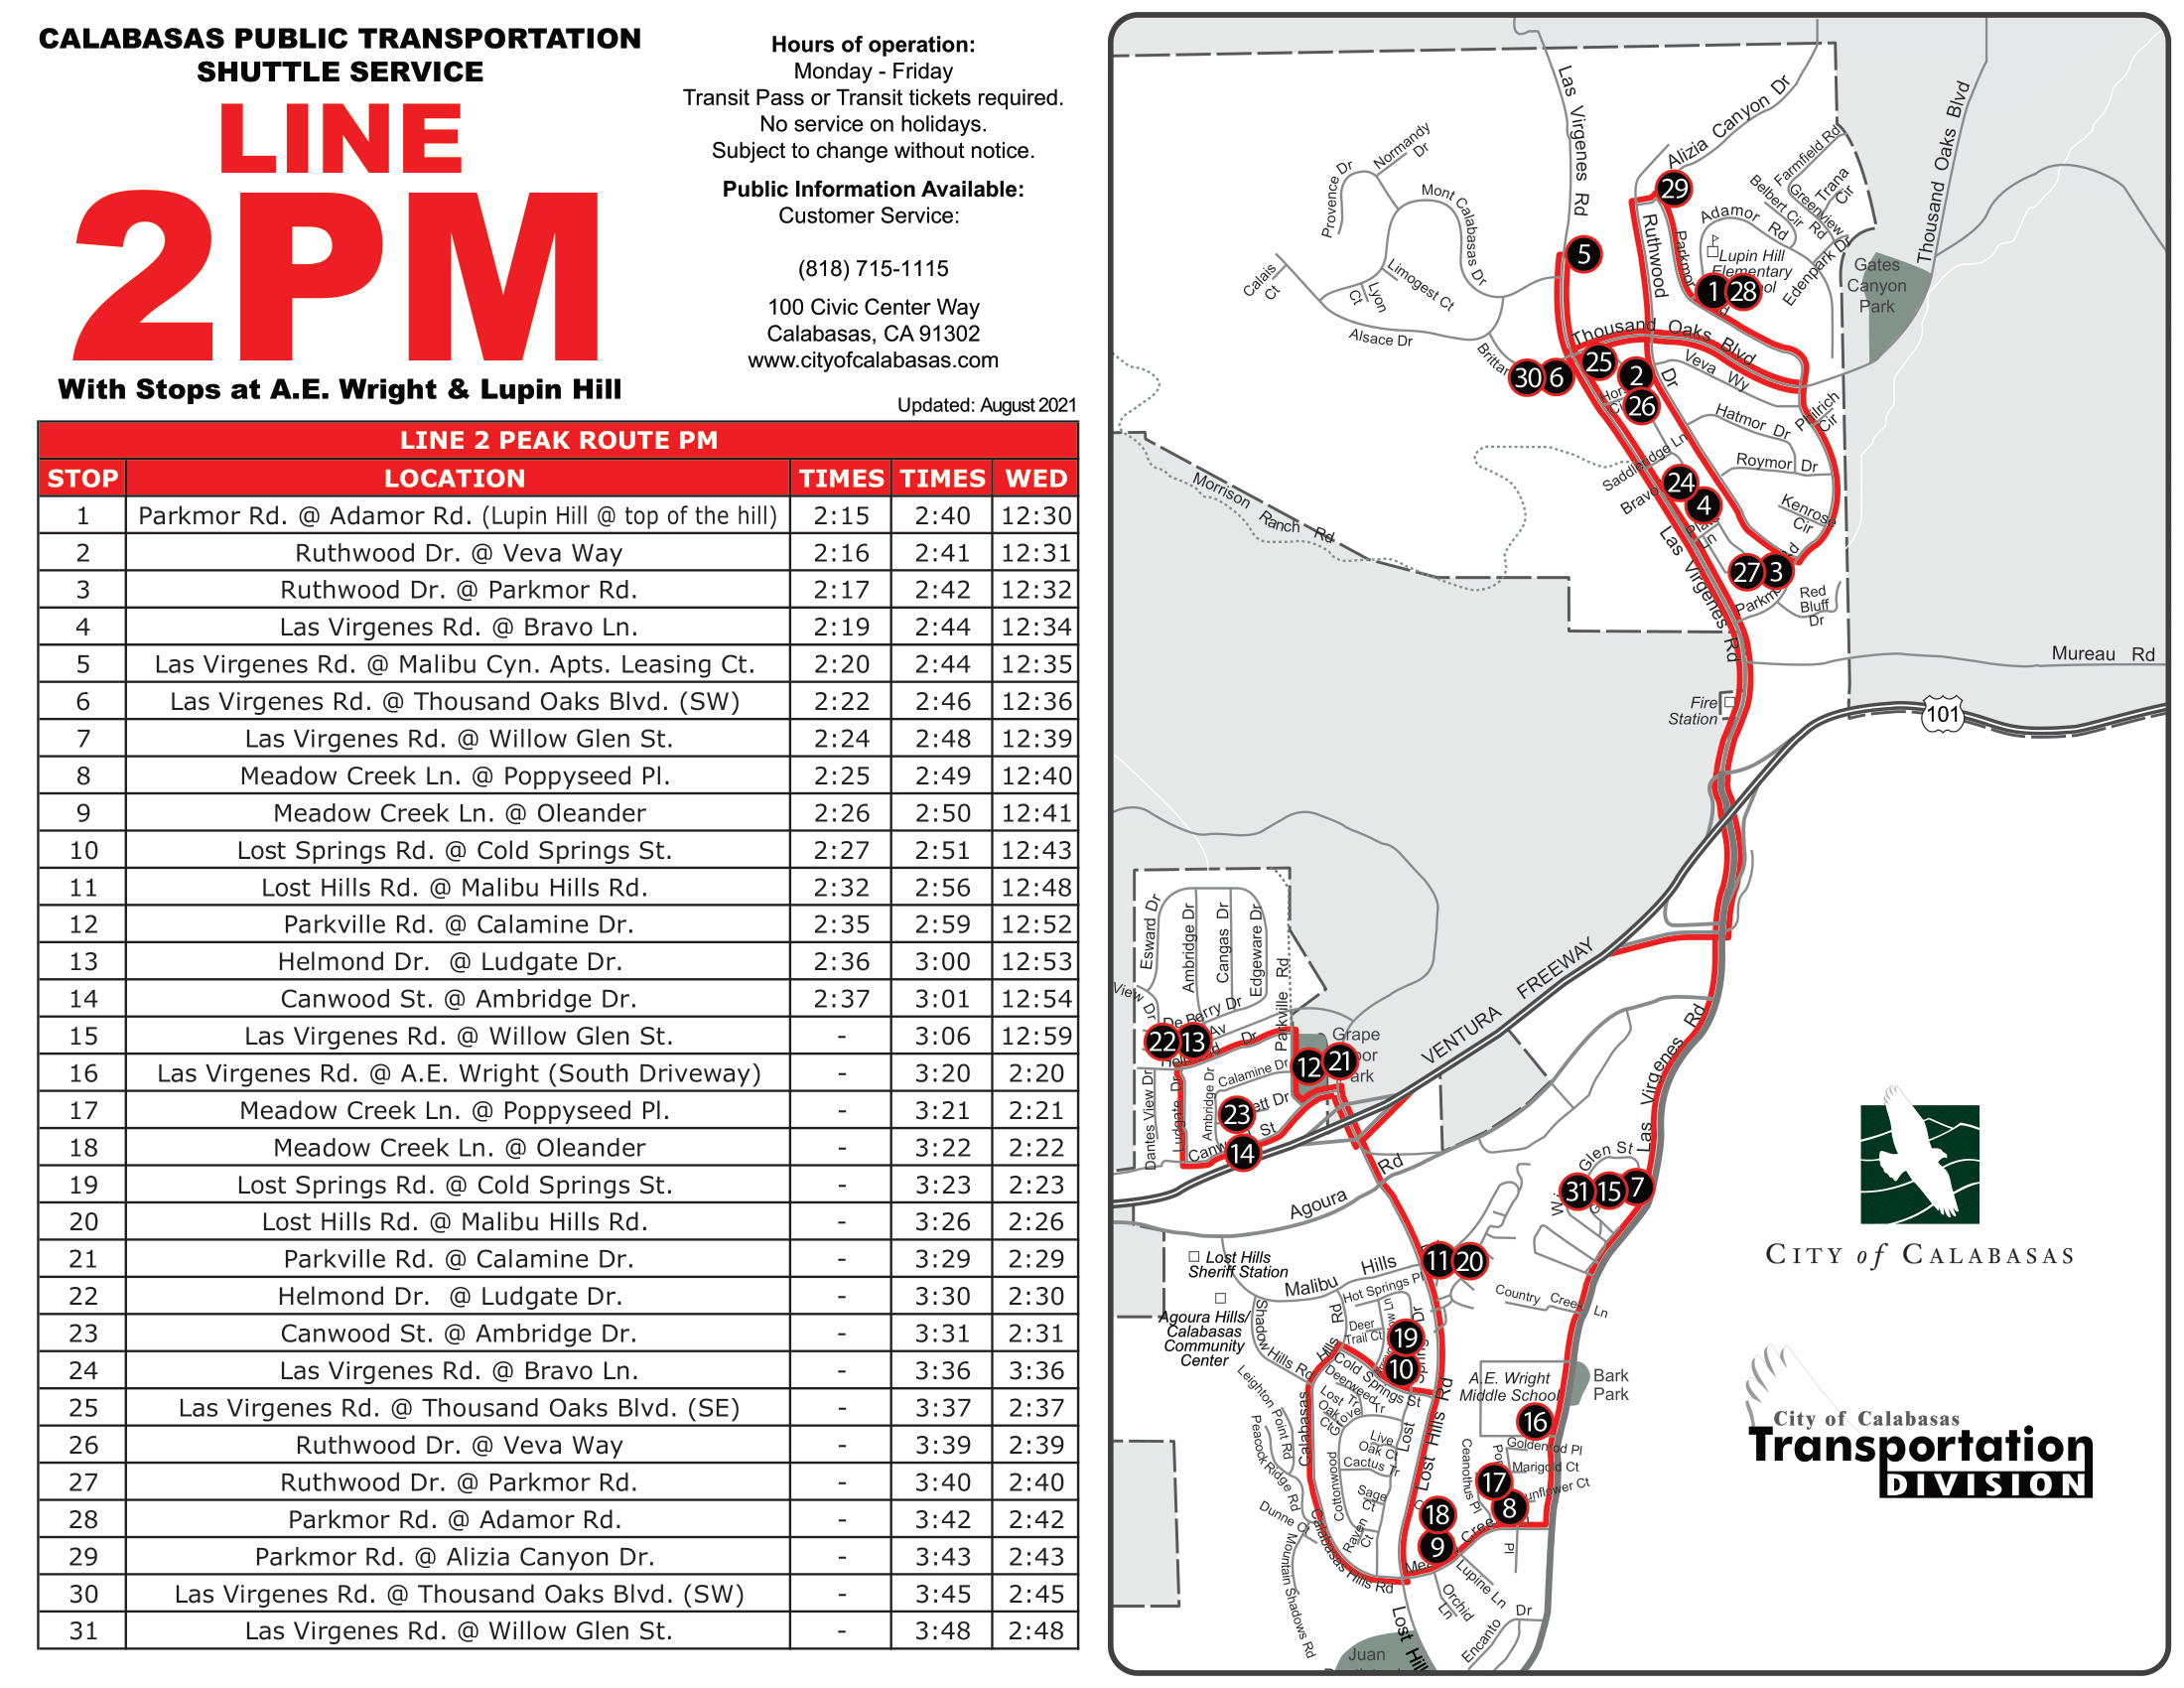 CALABASAS PUBLIC TRANSPORTATION
SHUTTLE SERVICE
LINE
2PM
With Stops at A.E. Wright & Lupin Hill
Hours of operation:
Monday - Friday
Transit Pass or Transit tickets required.
No service on holidays.
Subject to change without notice.
Public Information Available:
Customer Service:
(818) 715-1115
100 Civic Center Way
Calabasas, CA 91302
www.cityofcalabasas.com
Updated: August 2021
LINE 2 PEAK ROUTE PM
STOP LOCATION TIMES TIMES WED
1 Parkmor Rd. @ Adamor Rd. (Lupin Hill @ top of the hill) 2:15 2:40 12:30
2 Ruthwood Dr. @ Veva Way 2:16 2:41 12:31
3 Ruthwood Dr. @ Parkmor Rd. 2:17 2:42 12:32
4 Las Virgenes Rd. @ Bravo Ln. 2:19 2:44 12:34
5 Las Virgenes Rd. @ Malibu Cyn. Apts. Leasing Ct. 2:20 2:44 12:35
6 Las Virgenes Rd. @ Thousand Oaks Blvd. (SW) 2:22 2:46 12:36
7 Las Virgenes Rd. @ Willow Glen St. 2:24 2:48 12:39
8 Meadow Creek Ln. @ Poppyseed Pl. 2:25 2:49 12:40
9 Meadow Creek Ln. @ Oleander 2:26 2:50 12:41
10 Lost Springs Rd. @ Cold Springs St. 2:27 2:51 12:43
11 Lost Hills Rd. @ Malibu Hills Rd. 2:32 2:56 12:48
12 Parkville Rd. @ Calamine Dr. 2:35 2:59 12:52
13 Helmond Dr. @ Ludgate Dr. 2:36 3:00 12:53
14 Canwood St. @ Ambridge Dr. 2:37 3:01 12:54
15 Las Virgenes Rd. @ Willow Glen St. - 3:06 12:59
16 Las Virgenes Rd. @ A.E. Wright (South Driveway) - 3:20 2:20
17 Meadow Creek Ln. @ Poppyseed Pl. - 3:21 2:21
18 Meadow Creek Ln. @ Oleander - 3:22 2:22
19 Lost Springs Rd. @ Cold Springs St. - 3:23 2:23
20 Lost Hills Rd. @ Malibu Hills Rd. - 3:26 2:26
21 Parkville Rd. @ Calamine Dr. - 3:29 2:29
22 Helmond Dr. @ Ludgate Dr. - 3:30 2:30
23 Canwood St. @ Ambridge Dr. - 3:31 2:31
24 Las Virgenes Rd. @ Bravo Ln. - 3:36 3:36
25 Las Virgenes Rd. @ Thousand Oaks Blvd. (SE) - 3:37 2:37
26 Ruthwood Dr. @ Veva Way - 3:39 2:39
27 Ruthwood Dr. @ Parkmor Rd. - 3:40 2:40
28 Parkmor Rd. @ Adamor Rd. - 3:42 2:42
29 Parkmor Rd. @ Alizia Canyon Dr. - 3:43 2:43
30 Las Virgenes Rd. @ Thousand Oaks Blvd. (SW) - 3:45 2:45
31 Las Virgenes Rd. @ Willow Glen St. - 3:48 2:48
Las Virgenes Rd
Alizia Canyon Dr
Thousand Oaks Blvd
Normandy Dr
Provence Dr
Mont Calabasas Dr
Farmfield Rd
Trana Cir
Belbert Cir
Greenview Rd
Adamor Rd
Edenpark Dr
29
Ruthwood Dr
Parkmor Rd
Lupin Hill
Elementary
5
1 28
Gates
Canyon
Park
Calais Ct
Lyon Ct
Limogest Ct
Alsace Dr
Thousand Oaks Blvd
Veva Wy
30 6 25 2
26
Hatmor Dr
Philrich Cir
Roymor Dr
Saddleridge Ln
Bravo
24
4
Kenrose Cir
27 3
Red
Bluff
Dr
Las Virgenes Rd
Morrison Ranch Rd
Mureau Rd
Fire
Station
101
VENTURA FREEWAY
Esward Dr
Ambridge Dr
Cangas Dr
Edgeware Dr
Parkville Rd
View Dr
De Berry Dr
Av
22 13
Grape
12 21
Calamine Dr
Dantes View Dr
Ludgate Dr
Ambridge Dr
23
14
Agoura Rd
Las Virgenes Rd
Glen St
31 15 7
Lost Hills
Sheriff Station
Malibu Hills
11 20
Hot Springs Pl
Country Creek Ln
Agoura Hills/
Calabasas
Community
Center
Shadow Hills Rd
Deer
Trail Ct
19
10
Cold Springs St
Deerweed Tr
Lost
Oak
Ct
Live
Oak Ct
Cactus Tr
Sage
Ct
Raven
Ct
Cottonwood
Leighton Point Rd
Peacock Ridge Rd
Dunne Ct
Mountain Shadows Rd
Calabasas Hills Rd
Lost Hills Rd
A.E. Wright
Middle School
Bark
Park
16
Goldenrod Pl
Marigold Ct
Ceanothus Pl
17
8
18
9
Pl
Lupine Ln
Orchid Ln
Encanto Dr
Juan
CITY of CALABASAS
City of Calabasas
Transportation
DIVISION